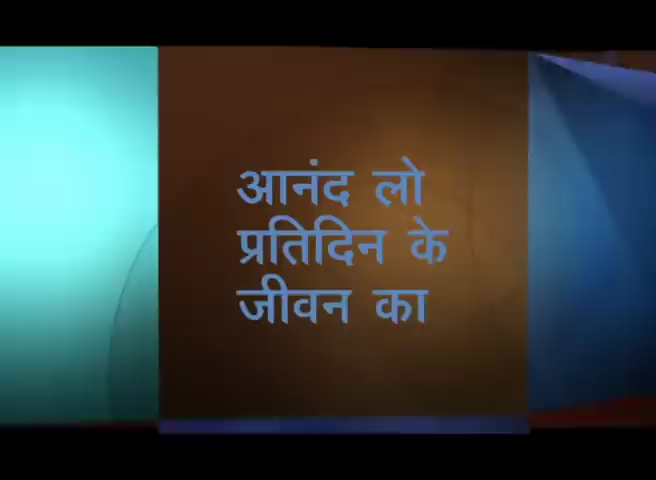 आनंद लो
प्रतिदिन के
जीवन का